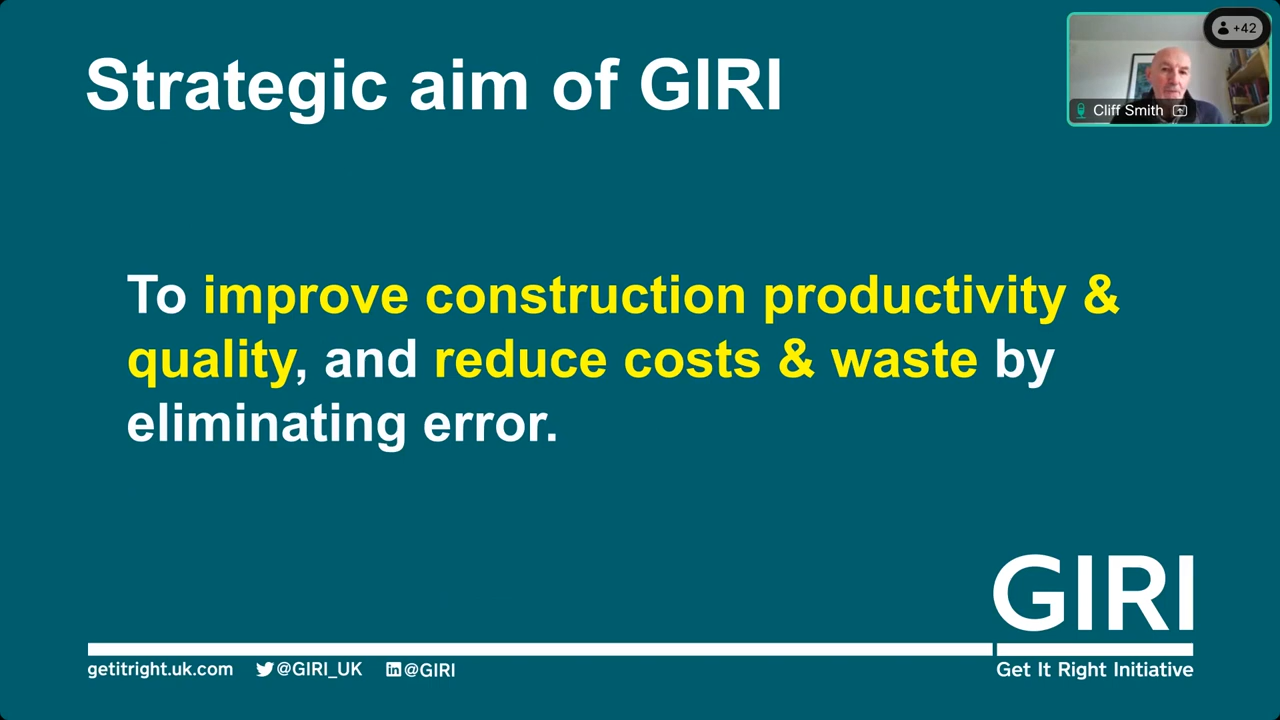 Strategic aim of GIRI
+42
Cliff Smith
To improve construction productivity &
quality, and reduce costs & waste by
eliminating error.
GIRI
getitright.uk.com @GIRI_UK in @GIRI
Get It Right Initiative